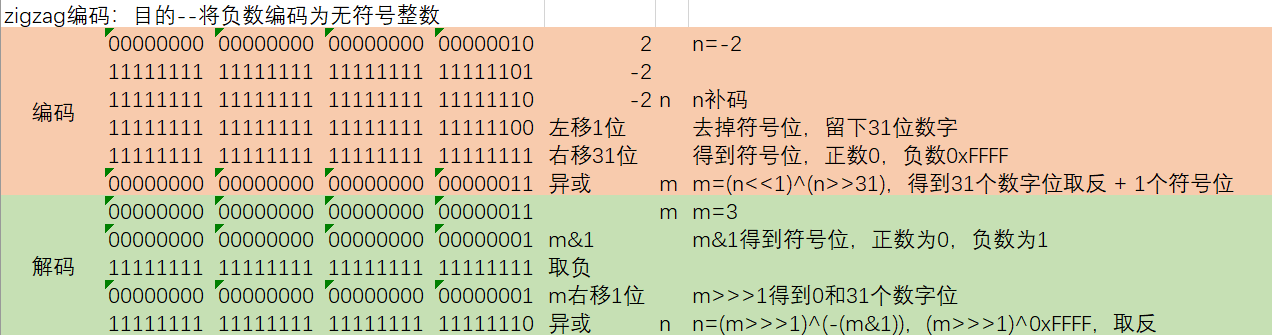 zigzag编码：目的--将负数编码为无符号整数
00000000 00000000 00000000 00000010 2 n=-2
11111111 11111111 11111111 11111101 -2
编码 11111111 11111111 11111111 11111110 -2 n n补码
11111111 11111111 11111111 11111100 左移1位 去掉符号位，留下31位数字
11111111 11111111 11111111 11111111 右移31位 得到符号位，正数0，负数0xFFFF
00000000 00000000 00000000 00000011 异或 m m=(n<<1)^(n>>31)，得到31个数字位取反 + 1个符号位
00000000 00000000 00000000 00000011 m m=3
00000000 00000000 00000000 00000001 m&1 m&1得到符号位，正数为0，负数为1
解码 11111111 11111111 11111111 11111111 取负
00000000 00000000 00000000 00000001 m右移1位 m>>>1得到0和31个数字位
11111111 11111111 11111111 11111110 异或 n n=(m>>>1)^(-(m&1))，(m>>>1)^0xFFFF，取反